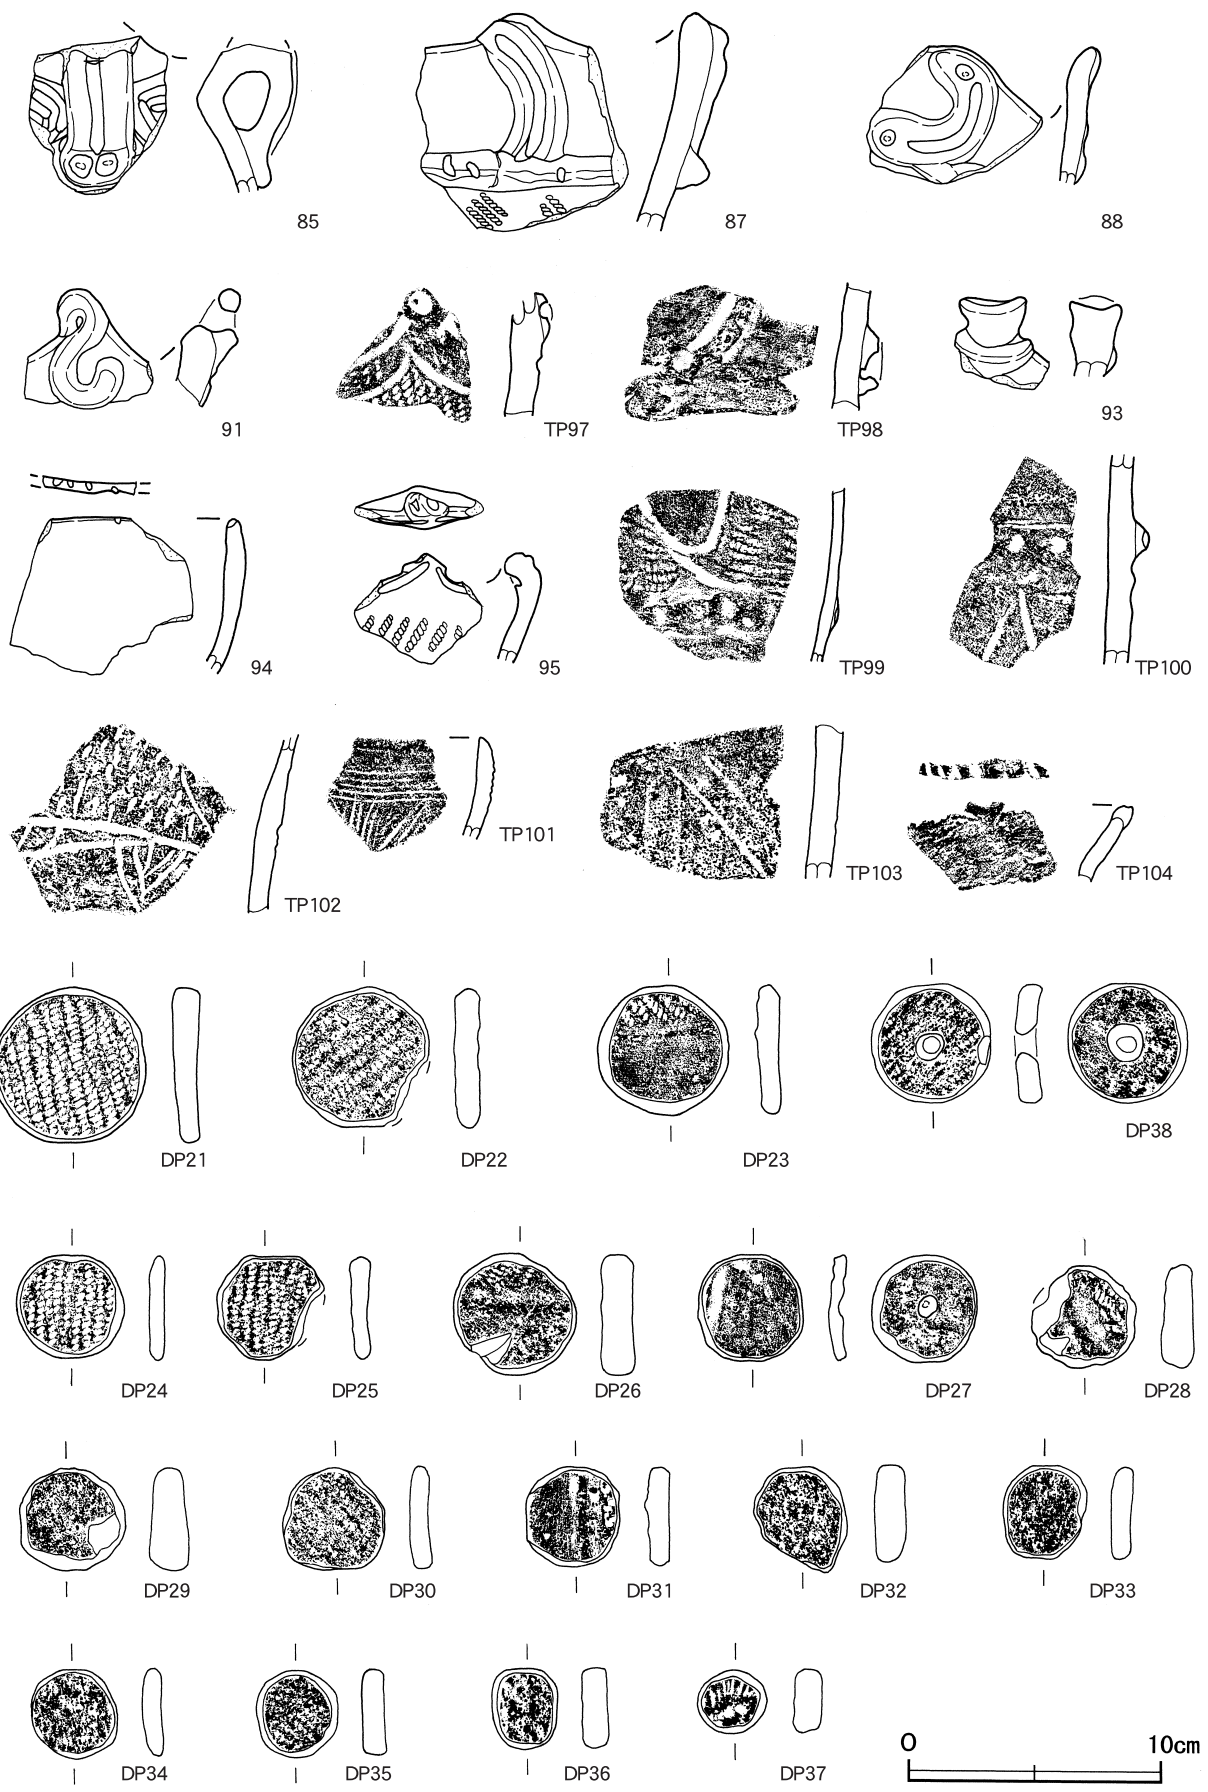 85
87
88
91
TP97
TP98
93
94
95
TP99
TP100
TP102
TP101
TP103
TP104
DP21
DP22
DP23
DP38
DP24
DP25
DP26
DP27
DP28
DP29
DP30
DP31
DP32
DP33
DP34
DP35
DP36
DP37
0 10cm